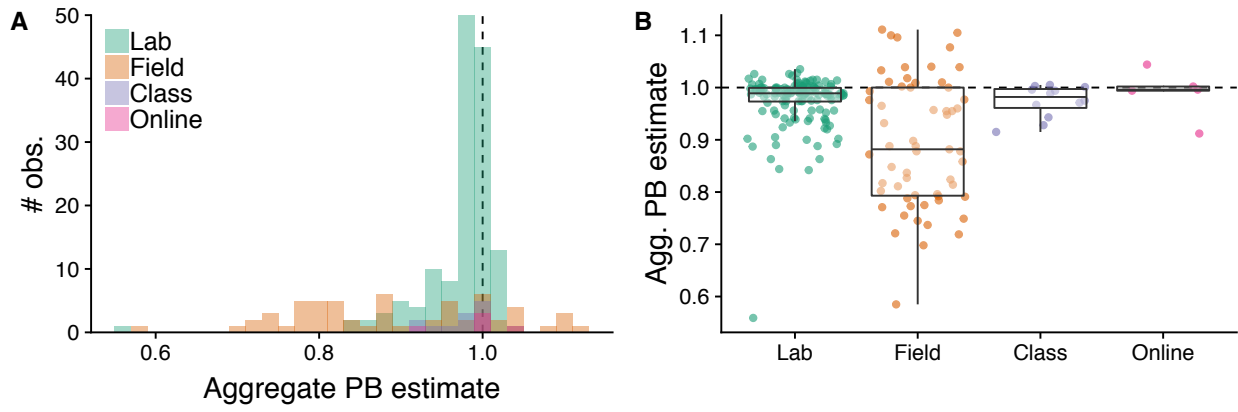 A
50
40
30
20
10
0
# obs.
Lab
Field
Class
Online
0.6
0.8
1.0
Aggregate PB estimate
B
1.1
1.0
0.9
0.8
0.7
0.6
Agg. PB estimate
Lab
Field
Class
Online